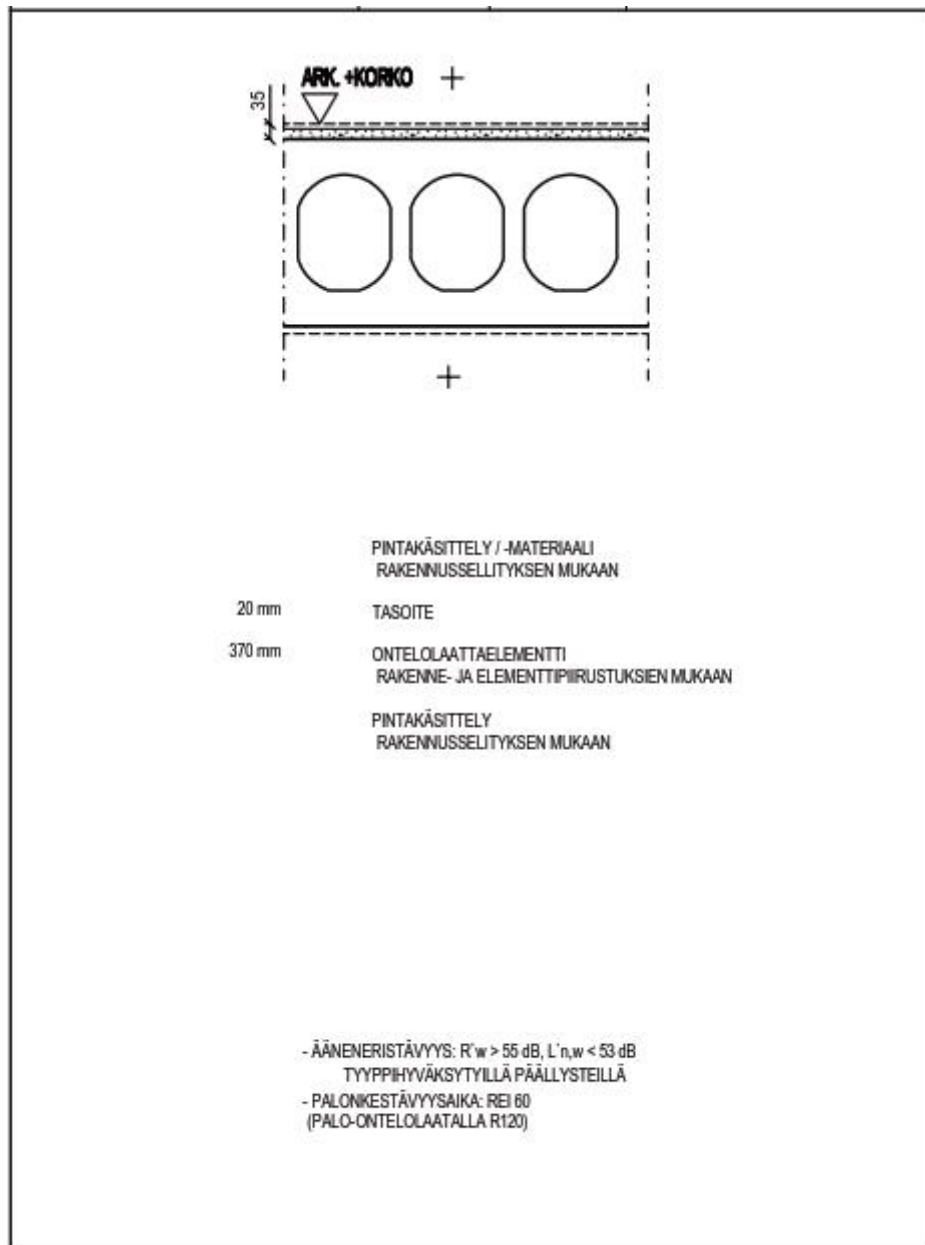 ARK. +KORKO
35
PINTAKÄSITTELY / -MATERIAALI
RAKENNUSSELLITYKSEN MUKAAN
20 mm TASOITE
370 mm ONTELOLAATTAELEMENTTI
RAKENNE- JA ELEMENTTIPIIRUSTUKSIEN MUKAAN
PINTAKÄSITTELY
RAKENNUSSELITYKSEN MUKAAN
- ÄÄNENERISTÄVYYS: R'w > 55 dB, L'n,w < 53 dB
TYYPPIHYVÄKSYTYILLÄ PÄÄLLYSTEILLÄ
- PALONKESTÄVYYSAIKA: REI 60
(PALO-ONTELOLAATALLA R120)